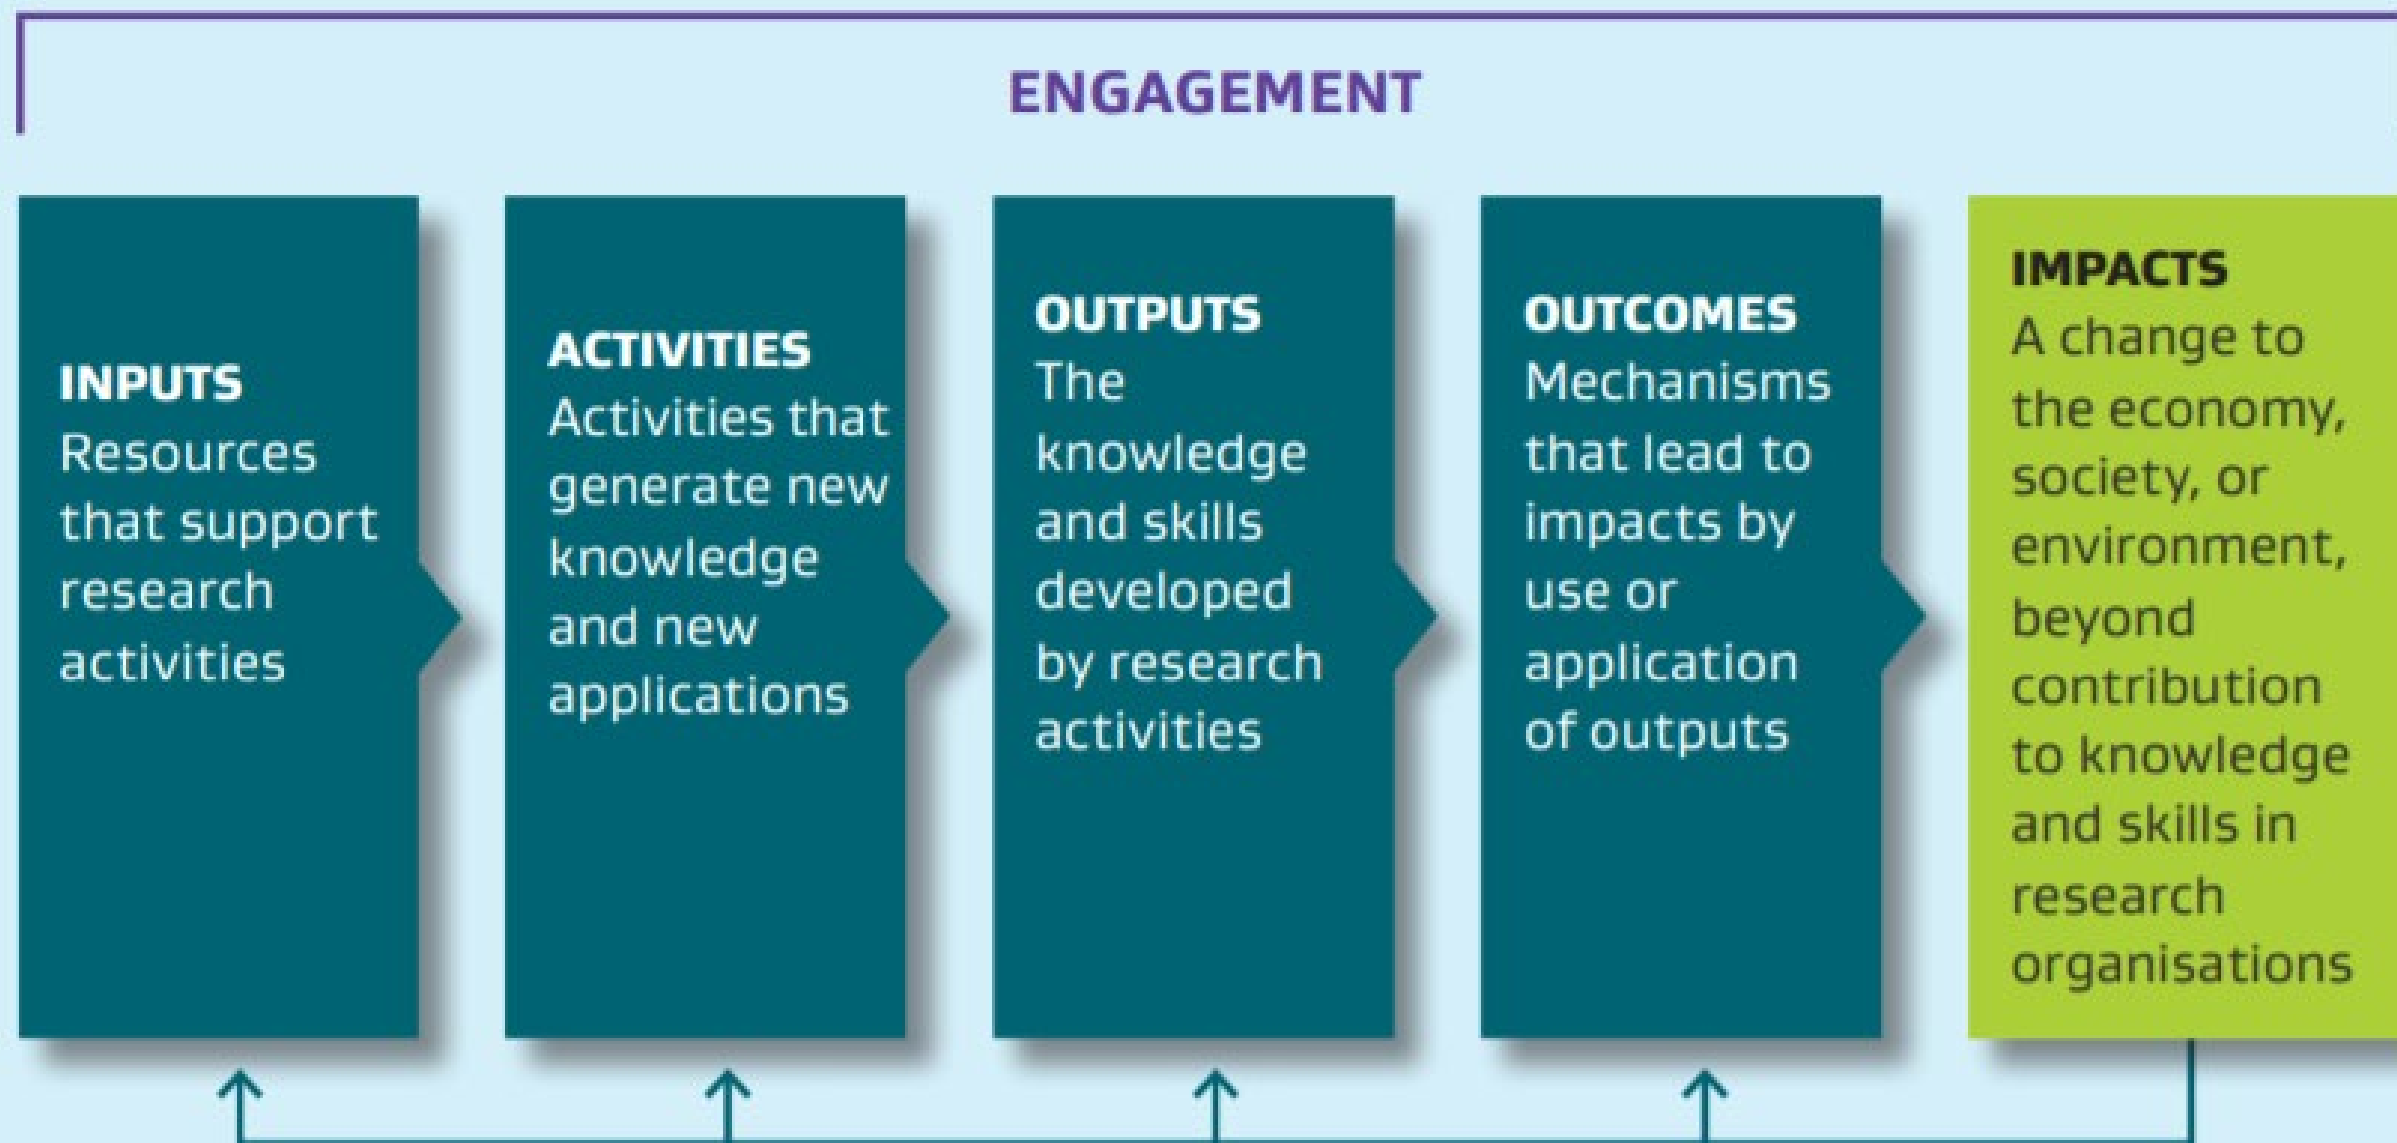 ENGAGEMENT
INPUTS
Resources
that support
research
activities
ACTIVITIES
Activities that
generate new
knowledge
and new
applications
OUTPUTS
The
knowledge
and skills
developed
by research
activities
OUTCOMES
Mechanisms
that lead to
impacts by
use or
application
of outputs
IMPACTS
A change to
the economy,
society, or
environment,
beyond
contribution
to knowledge
and skills in
research
organisations